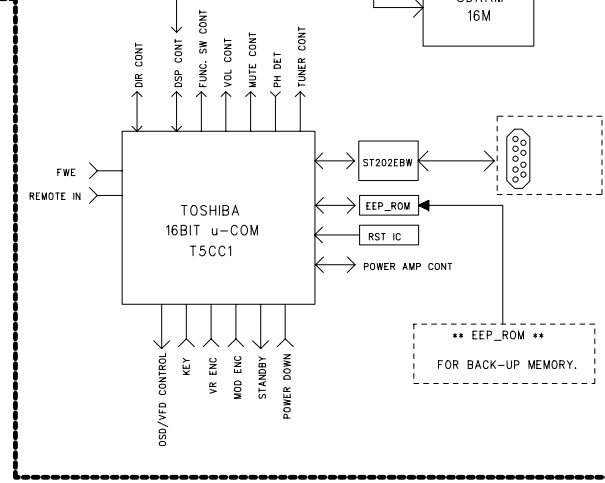 SDRAM
16M
DIR CONT
DSP CONT
FUNC. SW CONT
VOL CONT
MUTE CONT
PH DET
TUNER CONT
FWE
REMOTE IN
TOSHIBA
16BIT u-COM
T5CC1
ST202EBW
EEP_ROM
RST IC
POWER AMP CONT
** EEP_ROM **
FOR BACK-UP MEMORY.
OSD/VFD CONTROL
KEY
VR ENC
MOD ENC
STANDBY
POWER DOWN